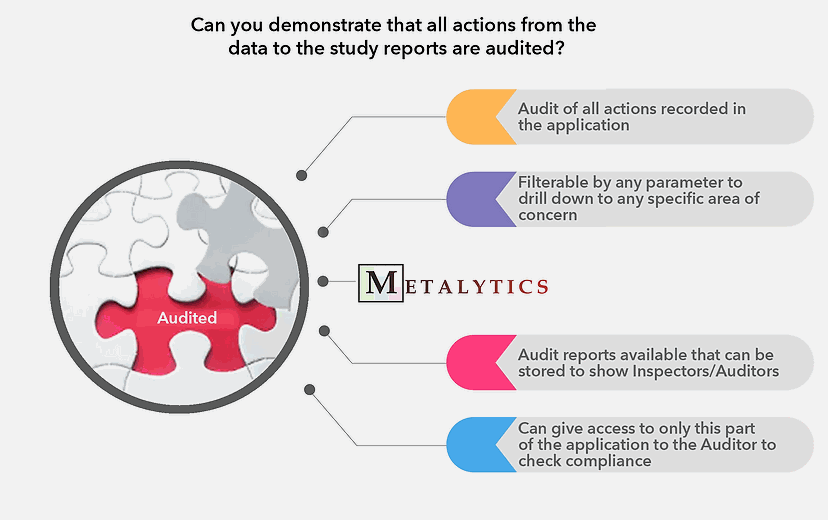 Can you demonstrate that all actions from the
data to the study reports are audited?
Audit of all actions recorded in
the application
Filterable by any parameter to
drill down to any specific area of
concern
Audited
METALYTICS
Audit reports available that can be
stored to show Inspectors/Auditors
Can give access to only this part
of the application to the Auditor to
check compliance